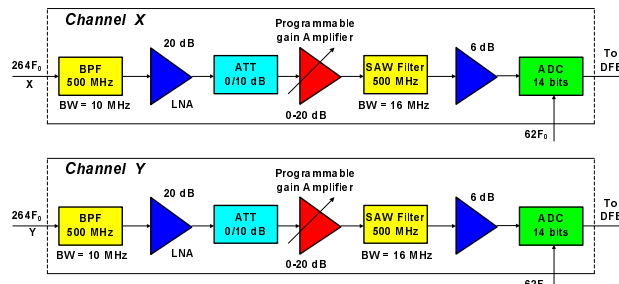 Channel X
20 dB
Programmable
gain Amplifier
6 dB
To
DFE
264F₀
X
BPF
500 MHz
BW = 10 MHz
LNA
ATT
0/10 dB
0-20 dB
SAW Filter
500 MHz
BW = 16 MHz
ADC
14 bits
62F₀
Channel Y
20 dB
Programmable
gain Amplifier
6 dB
To
DFE
264F₀
Y
BPF
500 MHz
BW = 10 MHz
LNA
ATT
0/10 dB
0-20 dB
SAW Filter
500 MHz
BW = 16 MHz
ADC
14 bits
62F